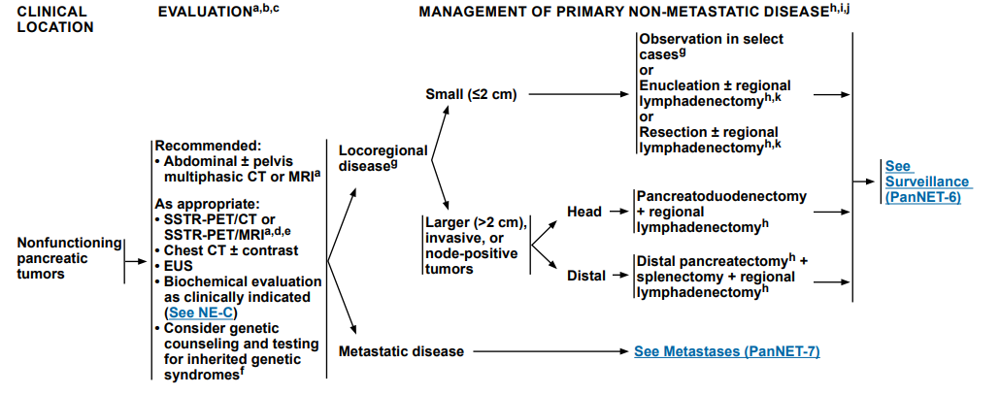 CLINICAL
LOCATION
EVALUATIONa,b,c
MANAGEMENT OF PRIMARY NON-METASTATIC DISEASEh,i,j
Nonfunctioning
pancreatic
tumors
Recommended:
• Abdominal ± pelvis
multiphasic CT or MRIa
As appropriate:
• SSTR-PET/CT or
SSTR-PET/MRIa,d,e
• Chest CT ± contrast
• EUS
• Biochemical evaluation
as clinically indicated
(See NE-C)
• Consider genetic
counseling and testing
for inherited genetic
syndromesf
Locoregional
diseaseg
Small (≤2 cm)
Observation in select
casesg
or
Enucleation ± regional
lymphadenectomyh,k
or
Resection ± regional
lymphadenectomyh,k
Larger (>2 cm),
invasive, or
node-positive
tumors
Head
Pancreatoduodenectomy
+ regional
lymphadenectomyh
Distal
Distal pancreatectomyh +
splenectomy + regional
lymphadenectomyh
See
Surveillance
(PanNET-6)
Metastatic disease
See Metastases (PanNET-7)